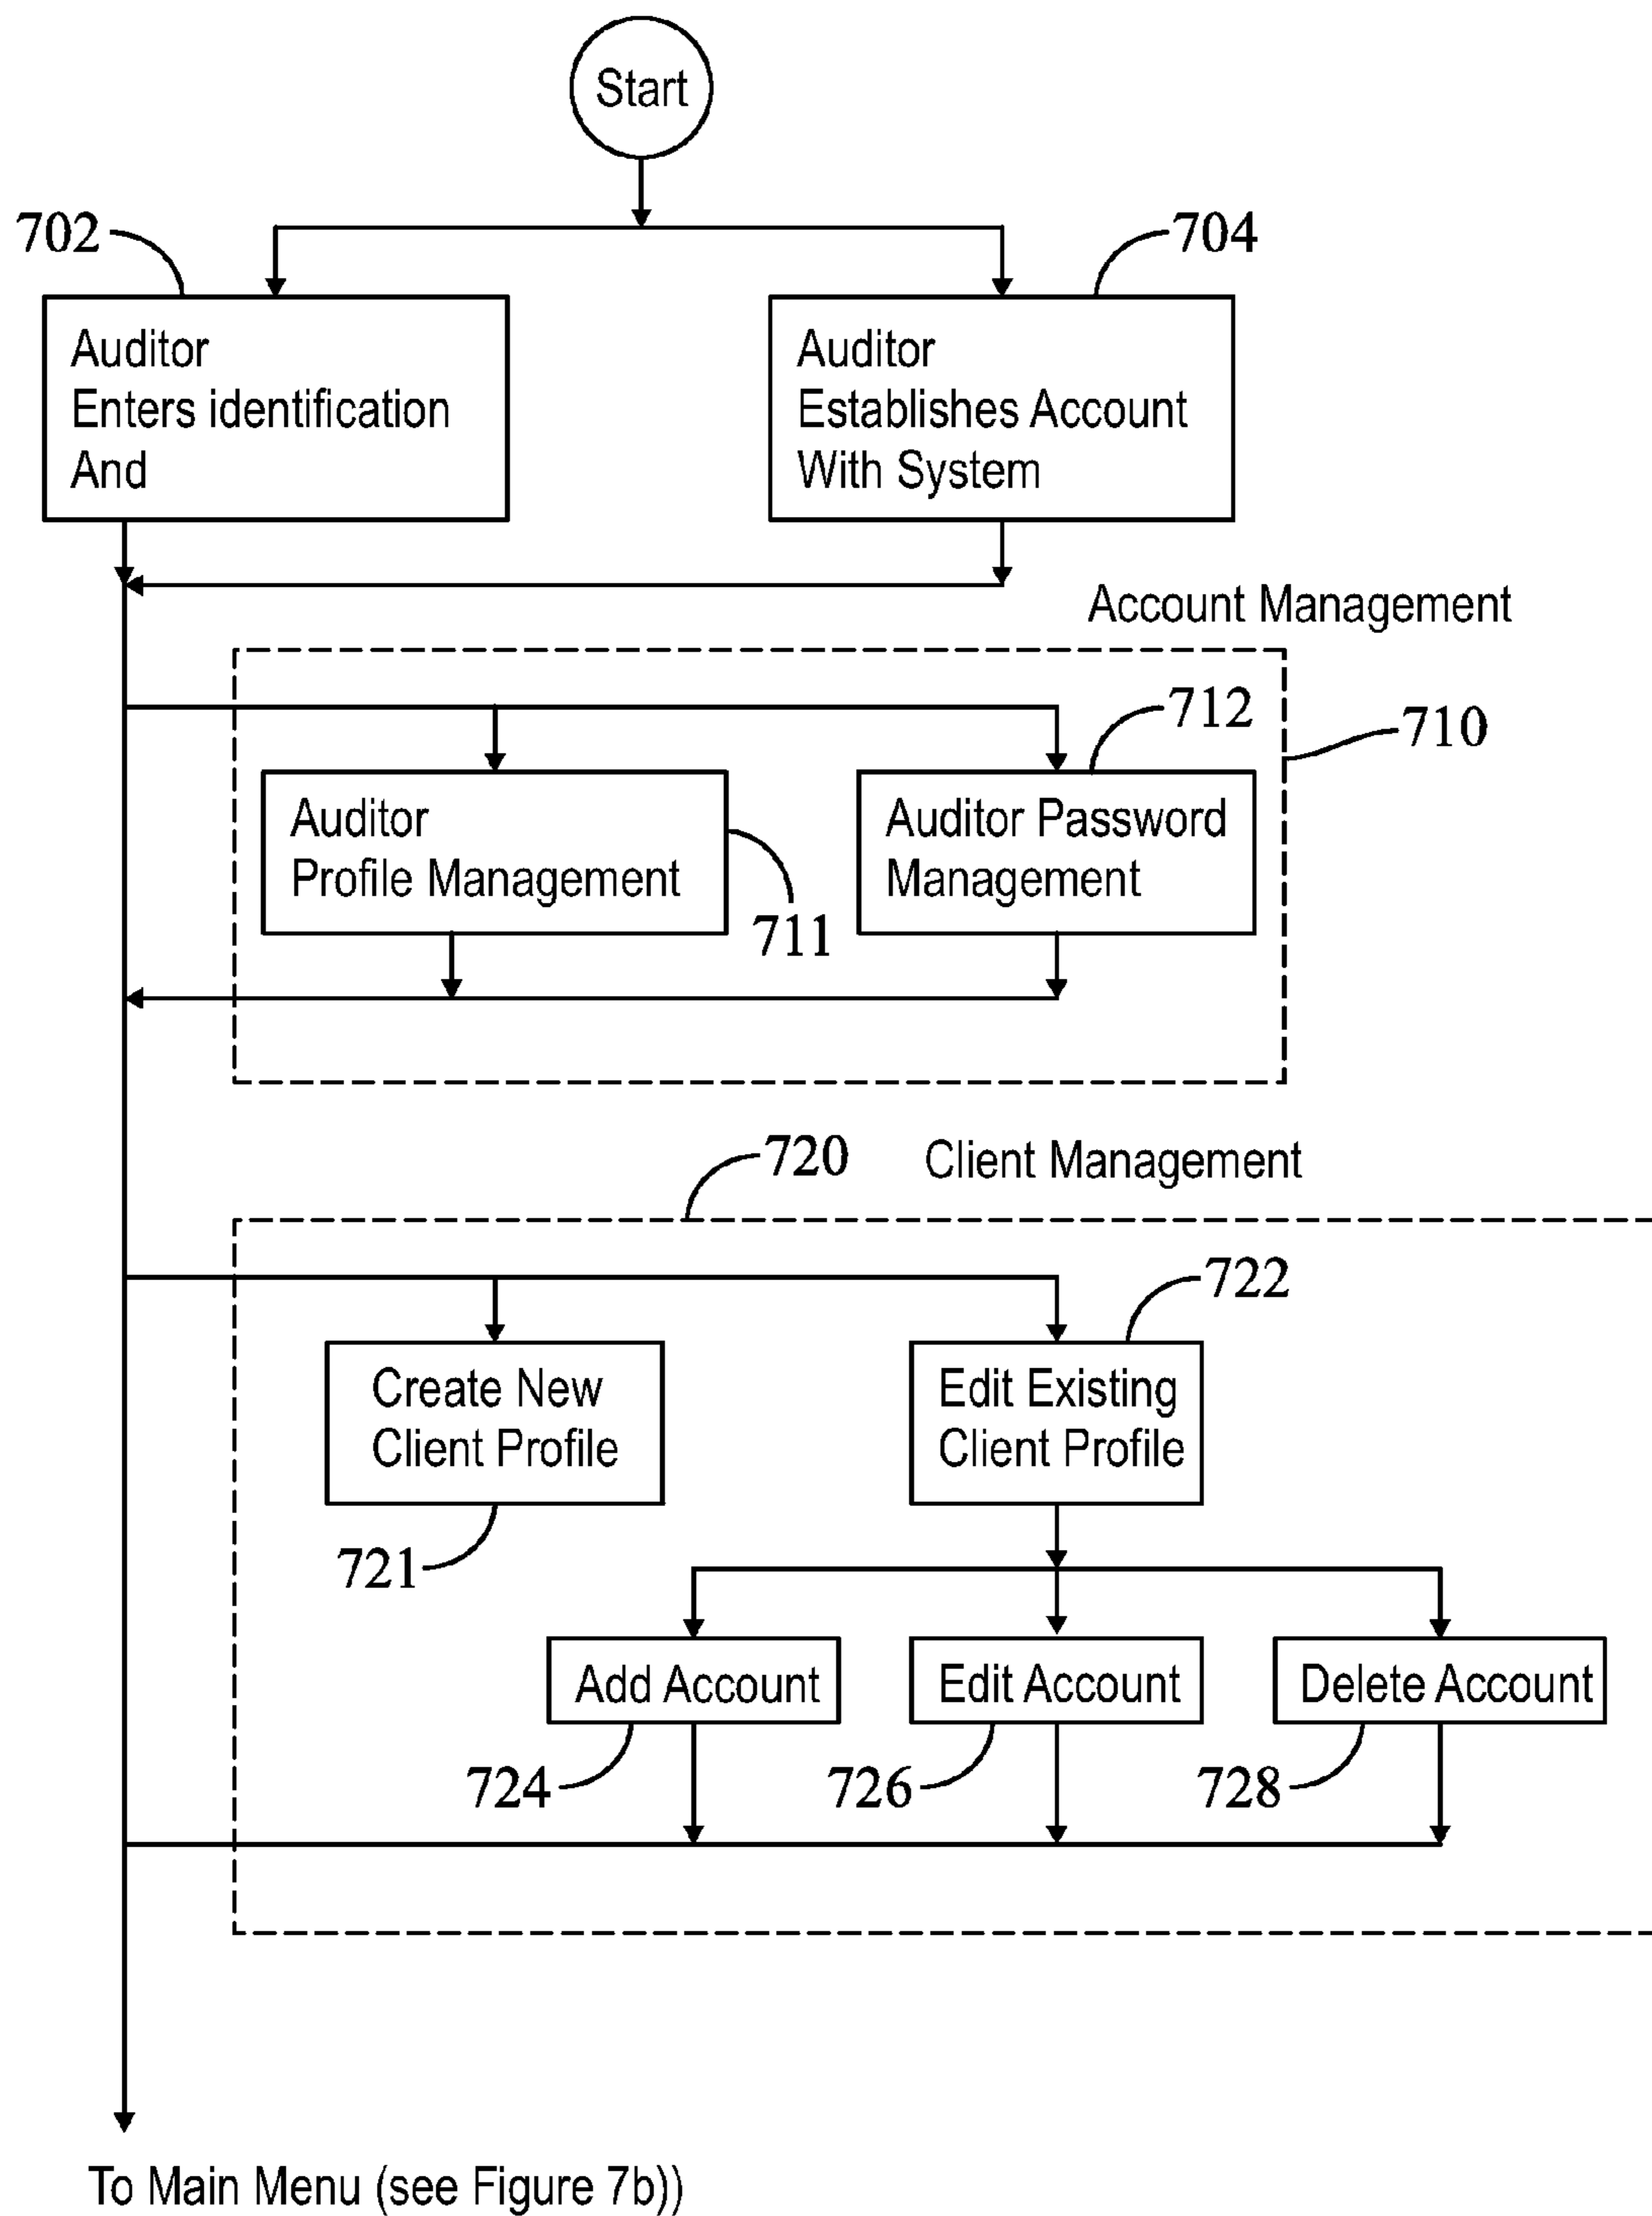 Start
702
704
Auditor
Enters identification
And
Auditor
Establishes Account
With System
Account Management
712
710
Auditor
Profile Management
Auditor Password
Management
711
720
Client Management
722
Create New
Client Profile
Edit Existing
Client Profile
721
Add Account
Edit Account
Delete Account
724
726
728
To Main Menu (see Figure 7b))